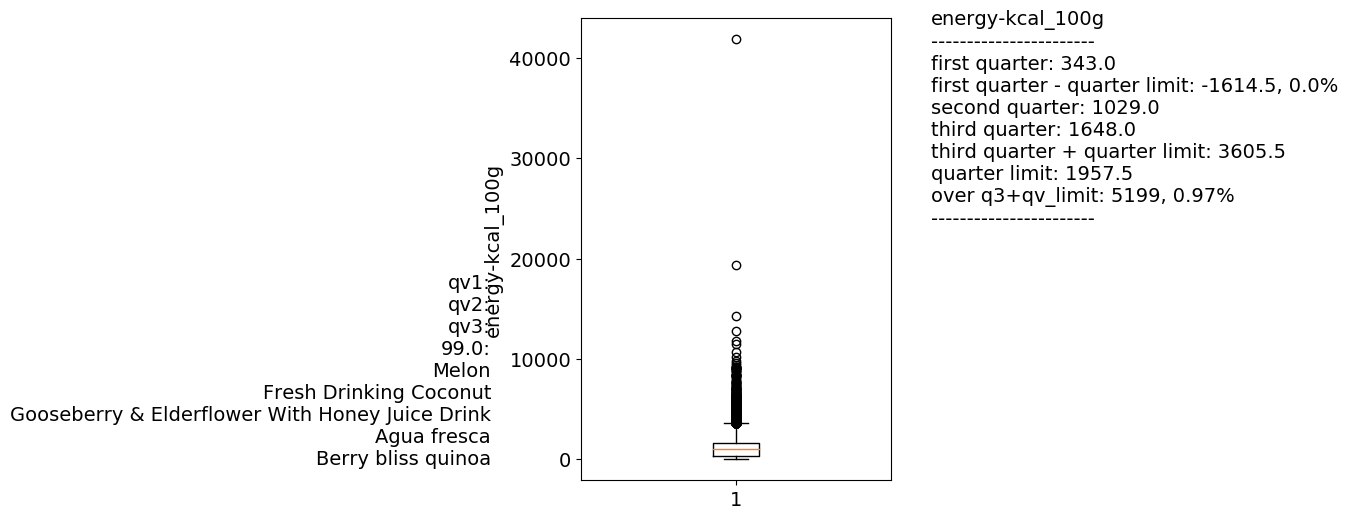 energy-kcal_100g
-----------------------
first quarter: 343.0
first quarter - quarter limit: -1614.5, 0.0%
second quarter: 1029.0
third quarter: 1648.0
third quarter + quarter limit: 3605.5
quarter limit: 1957.5
over q3+qv_limit: 5199, 0.97%
-----------------------
40000
30000
20000
10000
0
1
energy-kcal_100g
qv1:
qv2:
qv3:
99.0:
Melon
Fresh Drinking Coconut
Gooseberry & Elderflower With Honey Juice Drink
Agua fresca
Berry bliss quinoa